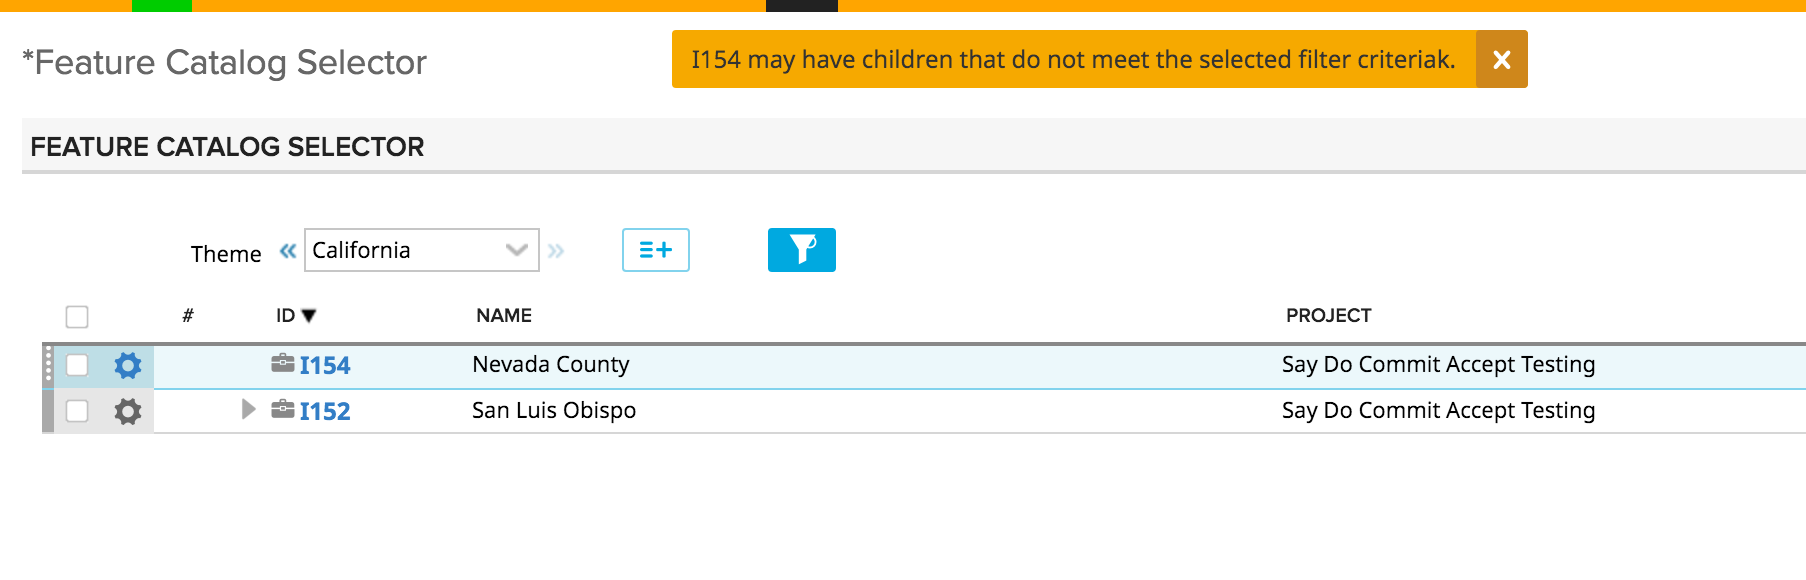 *Feature Catalog Selector
I154 may have children that do not meet the selected filter criteriak.
FEATURE CATALOG SELECTOR
Theme California
# ID NAME PROJECT
I154 Nevada County Say Do Commit Accept Testing
I152 San Luis Obispo Say Do Commit Accept Testing